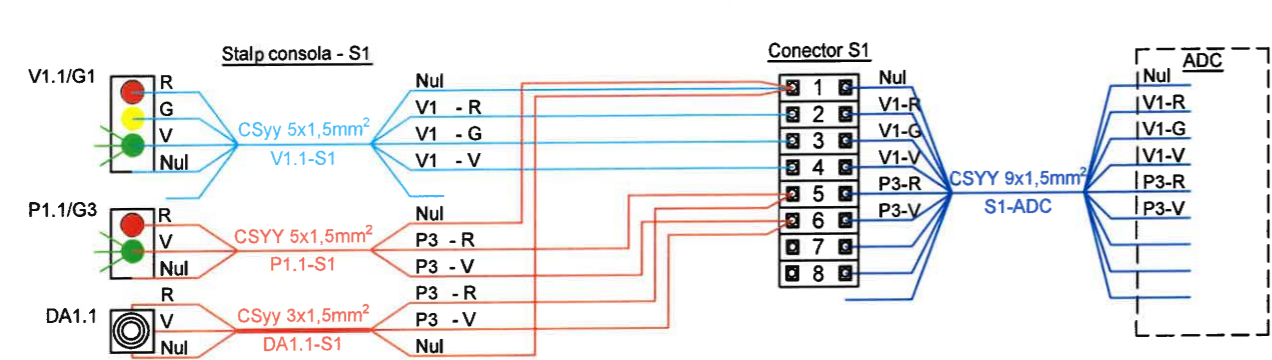 Stalp consola - S1
Conector S1
ADC
V1.1/G1
R
G
V
Nul
CSyy 5x1,5mm²
V1.1-S1
Nul
V1 - R
V1 - G
V1 - V
P1.1/G3
R
V
Nul
CSYY 5x1,5mm²
P1.1-S1
Nul
P3 - R
P3 - V
DA1.1
R
V
Nul
CSyy 3x1,5mm²
DA1.1-S1
P3 - R
P3 - V
Nul
1
2
3
4
5
6
7
8
Nul
V1-R
V1-G
V1-V
P3-R
P3-V
CSYY 9x1,5mm²
S1-ADC
Nul
V1-R
V1-G
V1-V
P3-R
P3-V